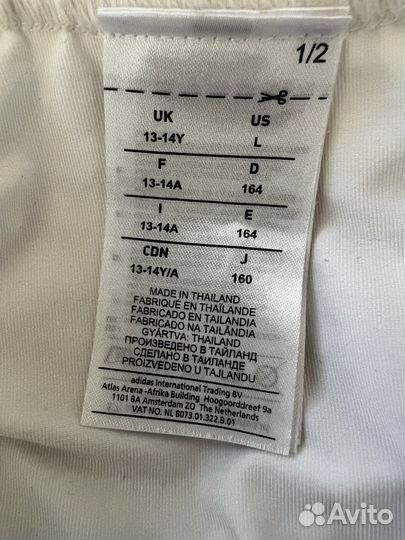 1/2
UK US
13-14Y L
F D
13-14A 164
I E
13-14A 164
CDN J
13-14Y/A 160
MADE IN THAILAND
FABRIQUÉ EN THAÏLANDE
FABRICADO EN TAILANDIA
FABRICADO NA TAILÂNDIA
GYÁRTVA: THAIFÖLD
ПРОИЗВЕДЕНО В ТАЙЛАНД
СДЕЛАНО В ТАИЛАНДЕ
PROIZVEDENO U TAJLANDU
adidas International Trading BV
Atlas Arena -Afrika Building Hoogoorddreef 9a
1101 BA Amsterdam ZO The Netherlands
VAT NO. NL 8073.01.322.B.01
Avito